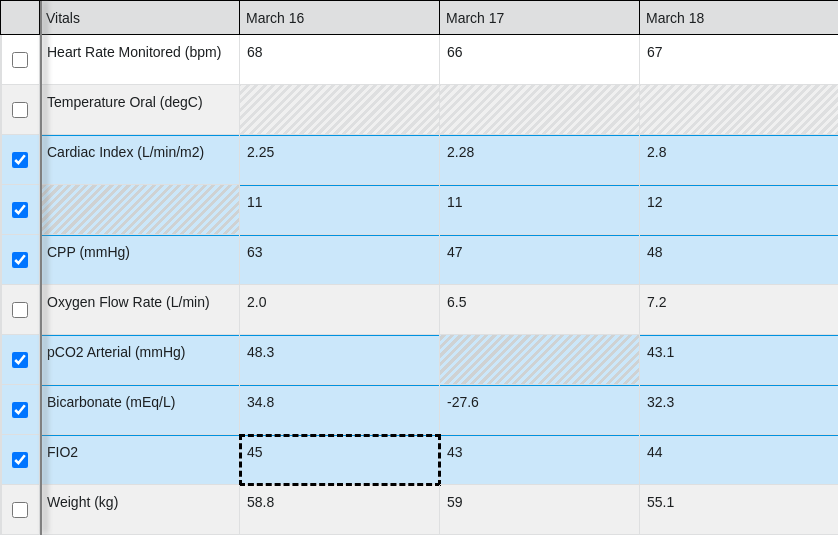 Vitals March 16 March 17 March 18
Heart Rate Monitored (bpm) 68 66 67
Temperature Oral (degC)
Cardiac Index (L/min/m2) 2.25 2.28 2.8
11 11 12
CPP (mmHg) 63 47 48
Oxygen Flow Rate (L/min) 2.0 6.5 7.2
pCO2 Arterial (mmHg) 48.3 43.1
Bicarbonate (mEq/L) 34.8 -27.6 32.3
FIO2 45 43 44
Weight (kg) 58.8 59 55.1